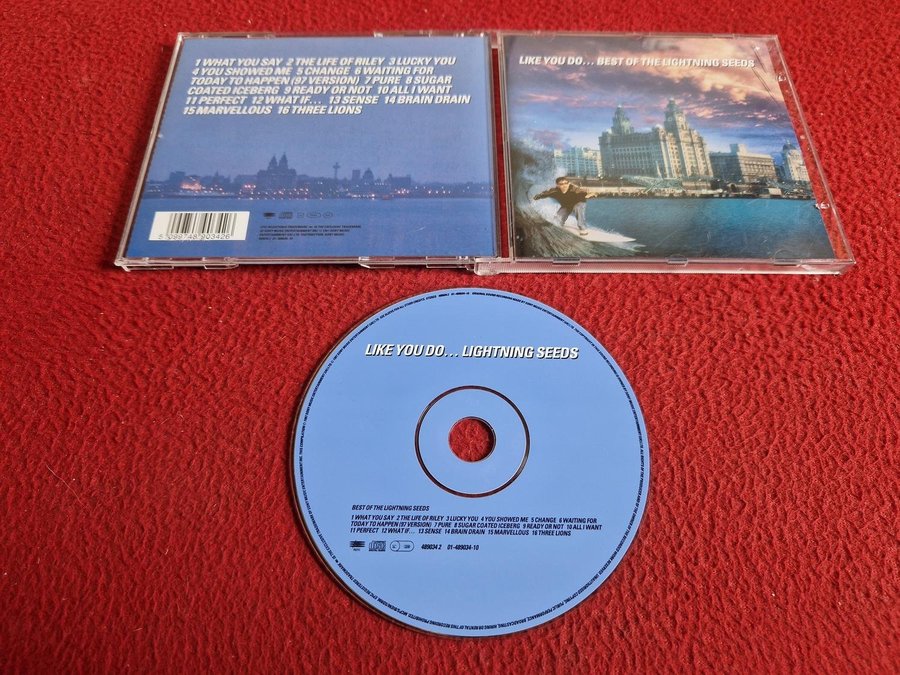 1 WHAT YOU SAY 2 THE LIFE OF RILEY 3 LUCKY YOU
4 YOU SHOWED ME 5 CHANGE 6 WAITING FOR
TODAY TO HAPPEN (97 VERSION) 7 PURE 8 SUGAR
COATED ICEBERG 9 READY OR NOT 10 ALL I WANT
11 PERFECT 12 WHAT IF... 13 SENSE 14 BRAIN DRAIN
15 MARVELLOUS 16 THREE LIONS
5 099748 903426
LIKE YOU DO... BEST OF THE LIGHTNING SEEDS
LIKE YOU DO... LIGHTNING SEEDS
BEST OF THE LIGHTNING SEEDS
1 WHAT YOU SAY 2 THE LIFE OF RILEY 3 LUCKY YOU 4 YOU SHOWED ME 5 CHANGE 6 WAITING FOR
TODAY TO HAPPEN (97 VERSION) 7 PURE 8 SUGAR COATED ICEBERG 9 READY OR NOT 10 ALL I WANT
11 PERFECT 12 WHAT IF... 13 SENSE 14 BRAIN DRAIN 15 MARVELLOUS 16 THREE LIONS
489034 2 01-489034-10